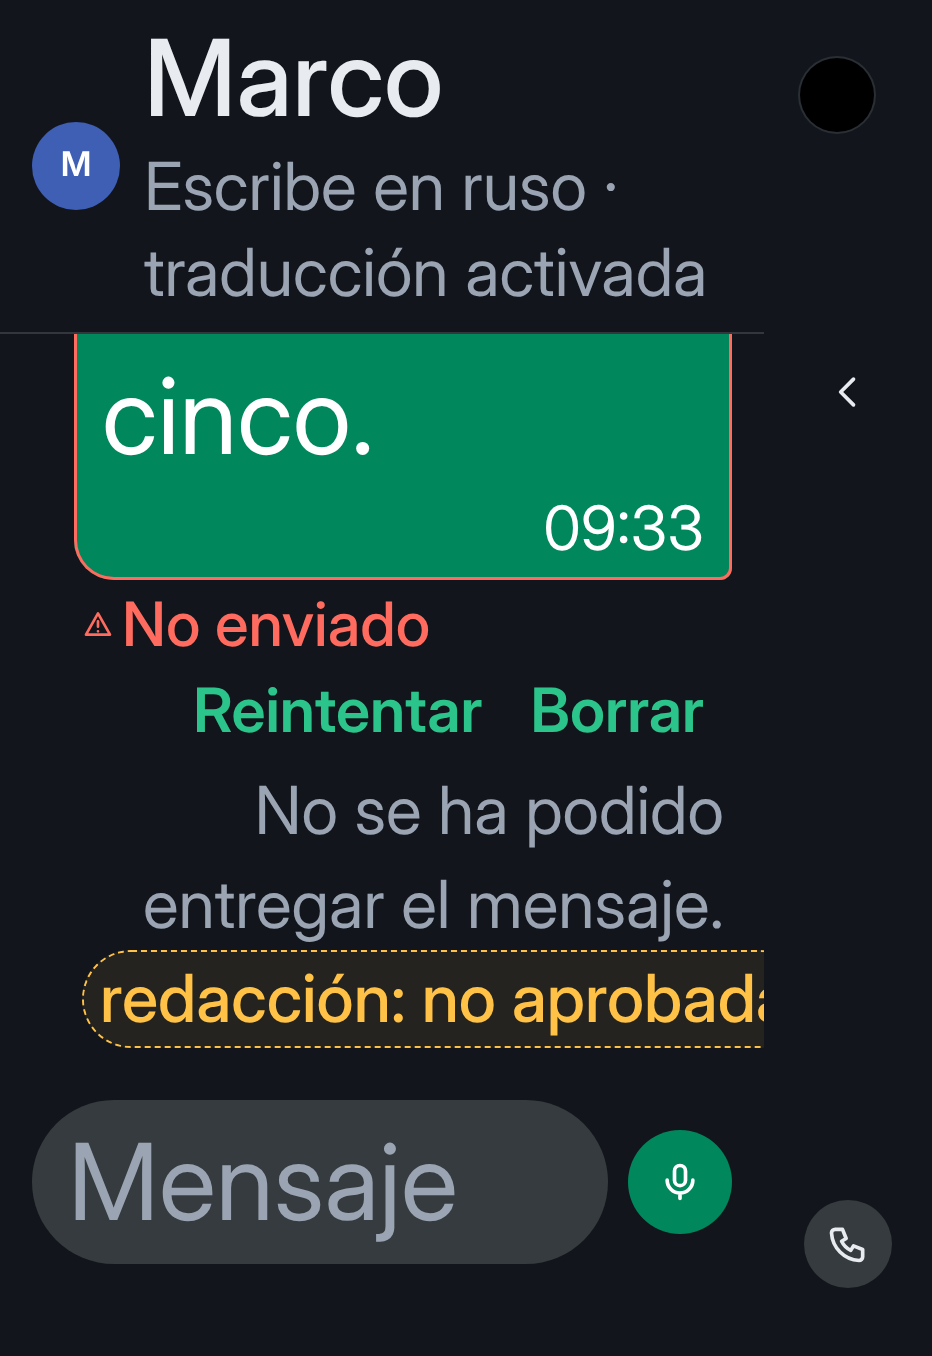 Marco
M
Escribe en ruso ·
traducción activada
cinco.
09:33
No enviado
Reintentar Borrar
No se ha podido
entregar el mensaje.
redacción: no aprobada
Mensaje